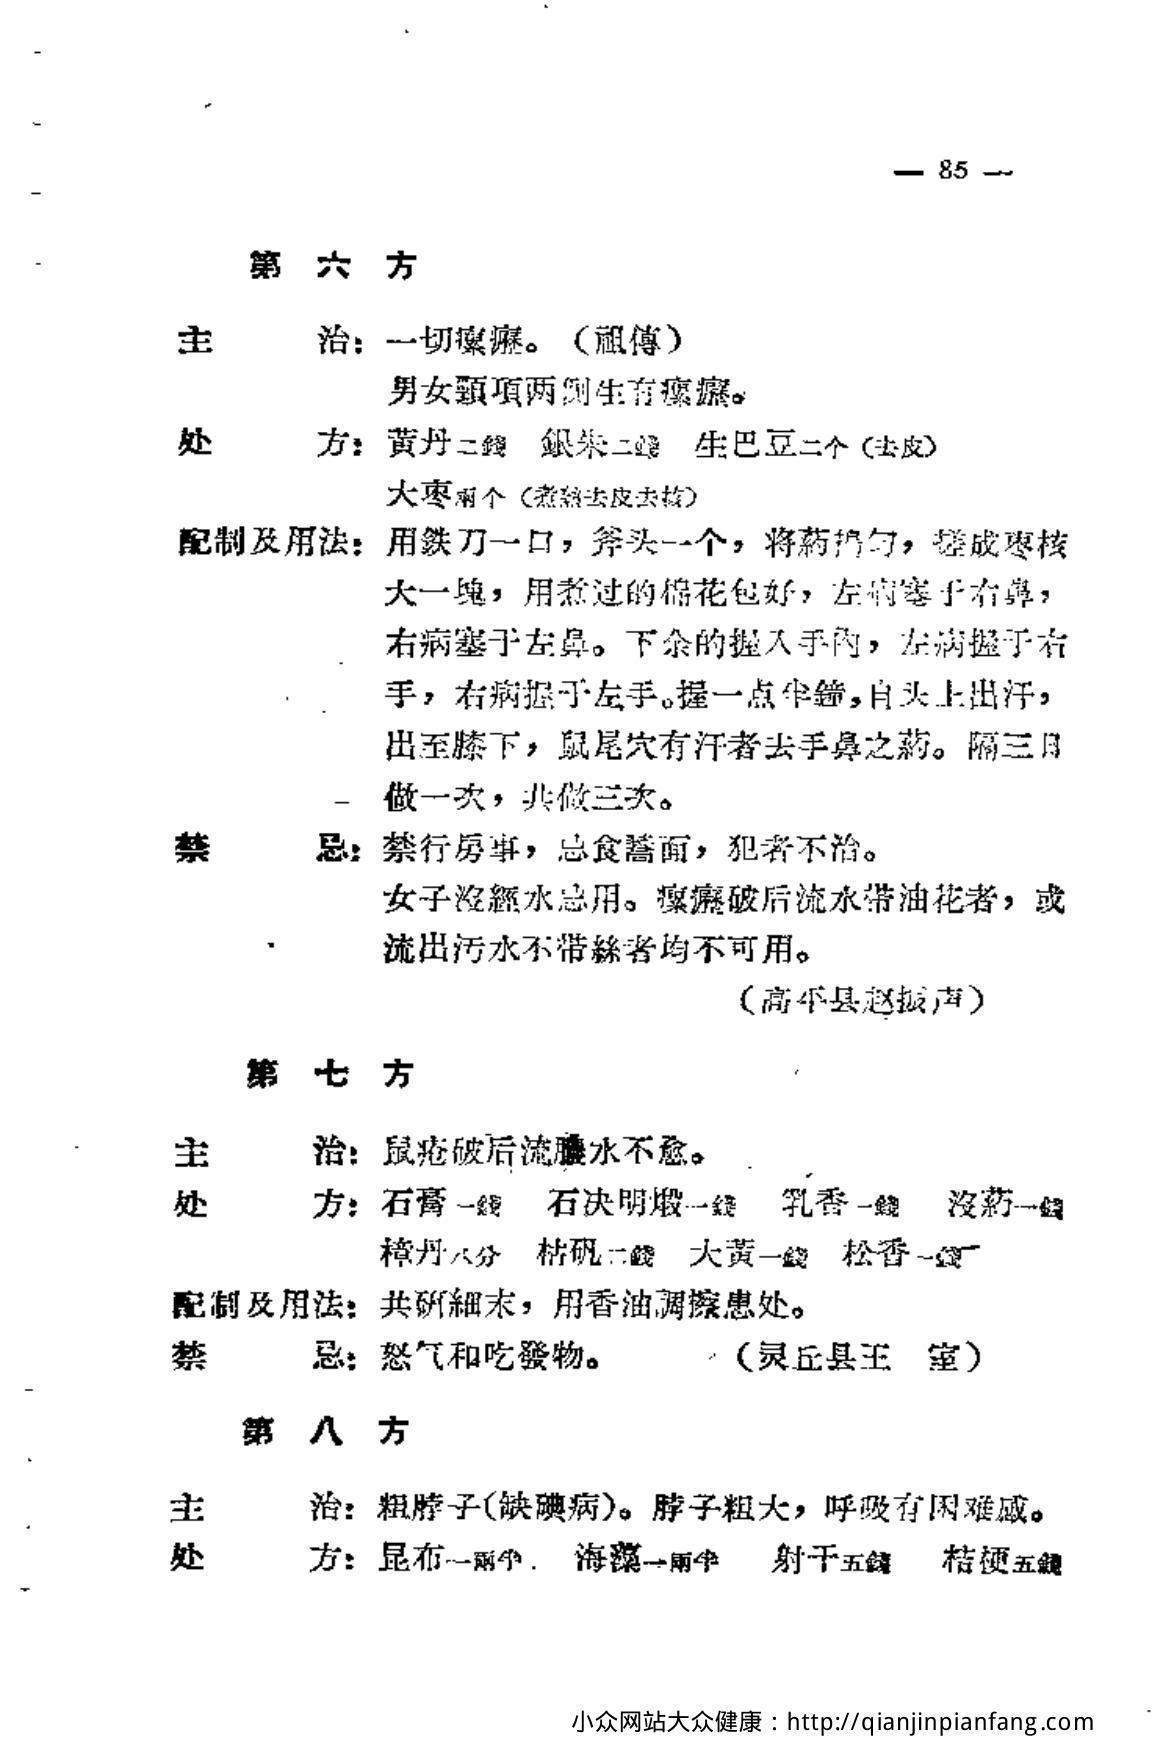 — 85 —
第六方
主治：一切瘰癧。（祖傳）
男女頸項两側生有瘰癧。
处方：黃丹二錢 銀朱二錢 生巴豆二个（去皮）
大枣兩个（煮熟去皮去核）
配制及用法：用鉄刀一口，斧头一个，将葯捣匀，搓成枣核
大一塊，用煮过的棉花包好，左病塞于右鼻，
右病塞于左鼻。下余的握入手內，左病握于右
手，右病握于左手。握一点半鐘，自头上出汗，
出至膝下，鼠尾穴有汗者去手鼻之葯。隔三日
做一次，共做三次。
禁忌：禁行房事，忌食蕎面，犯者不治。
女子沒經水忌用。瘰癧破后流水带油花者，或
流出污水不带絲者均不可用。
（高平县赵振声）
第七方
主治：鼠疮破后流膿水不愈。
处方：石膏一錢 石决明煅一錢 乳香一錢 沒葯一錢
樟丹八分 枯矾二錢 大黃一錢 松香一錢
配制及用法：共研細末，用香油調擦患处。
禁忌：怒气和吃發物。 （灵丘县王 室）
第八方
主治：粗脖子（缺碘病）。脖子粗大，呼吸有困难感。
处方：昆布一兩半 海藻一兩半 射干五錢 桔梗五錢
小众网站大众健康：http://qianjinpianfang.com